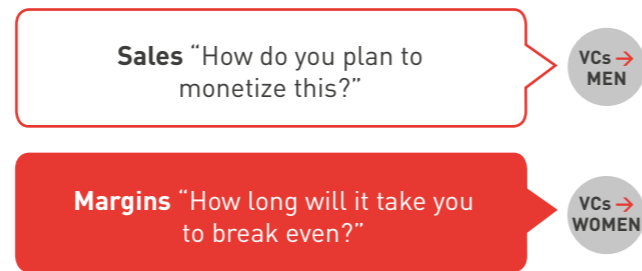 Sales “How do you plan to
monetize this?”
VCs →
MEN
Margins “How long will it take you
to break even?”
VCs →
WOMEN